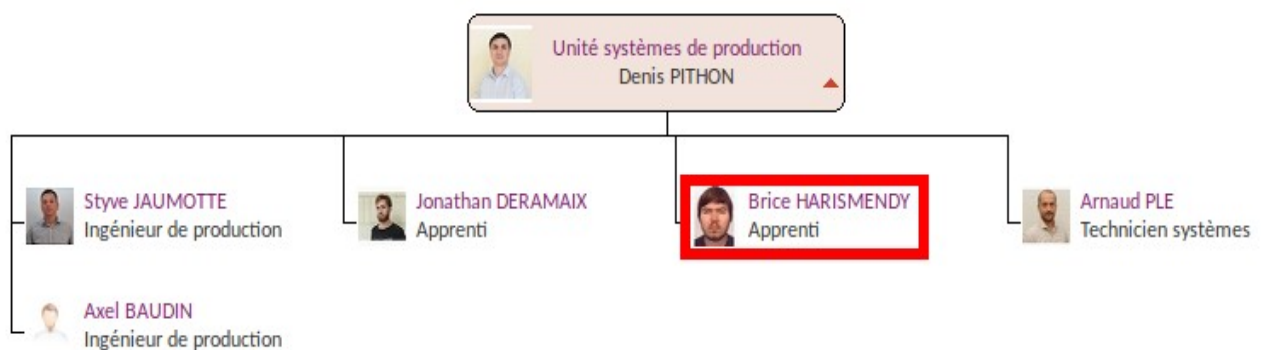 Unité systèmes de production
Denis PITHON
Styve JAUMOTTE
Ingénieur de production
Jonathan DERAMAIX
Apprenti
Brice HARISMENDY
Apprenti
Arnaud PLE
Technicien systèmes
Axel BAUDIN
Ingénieur de production